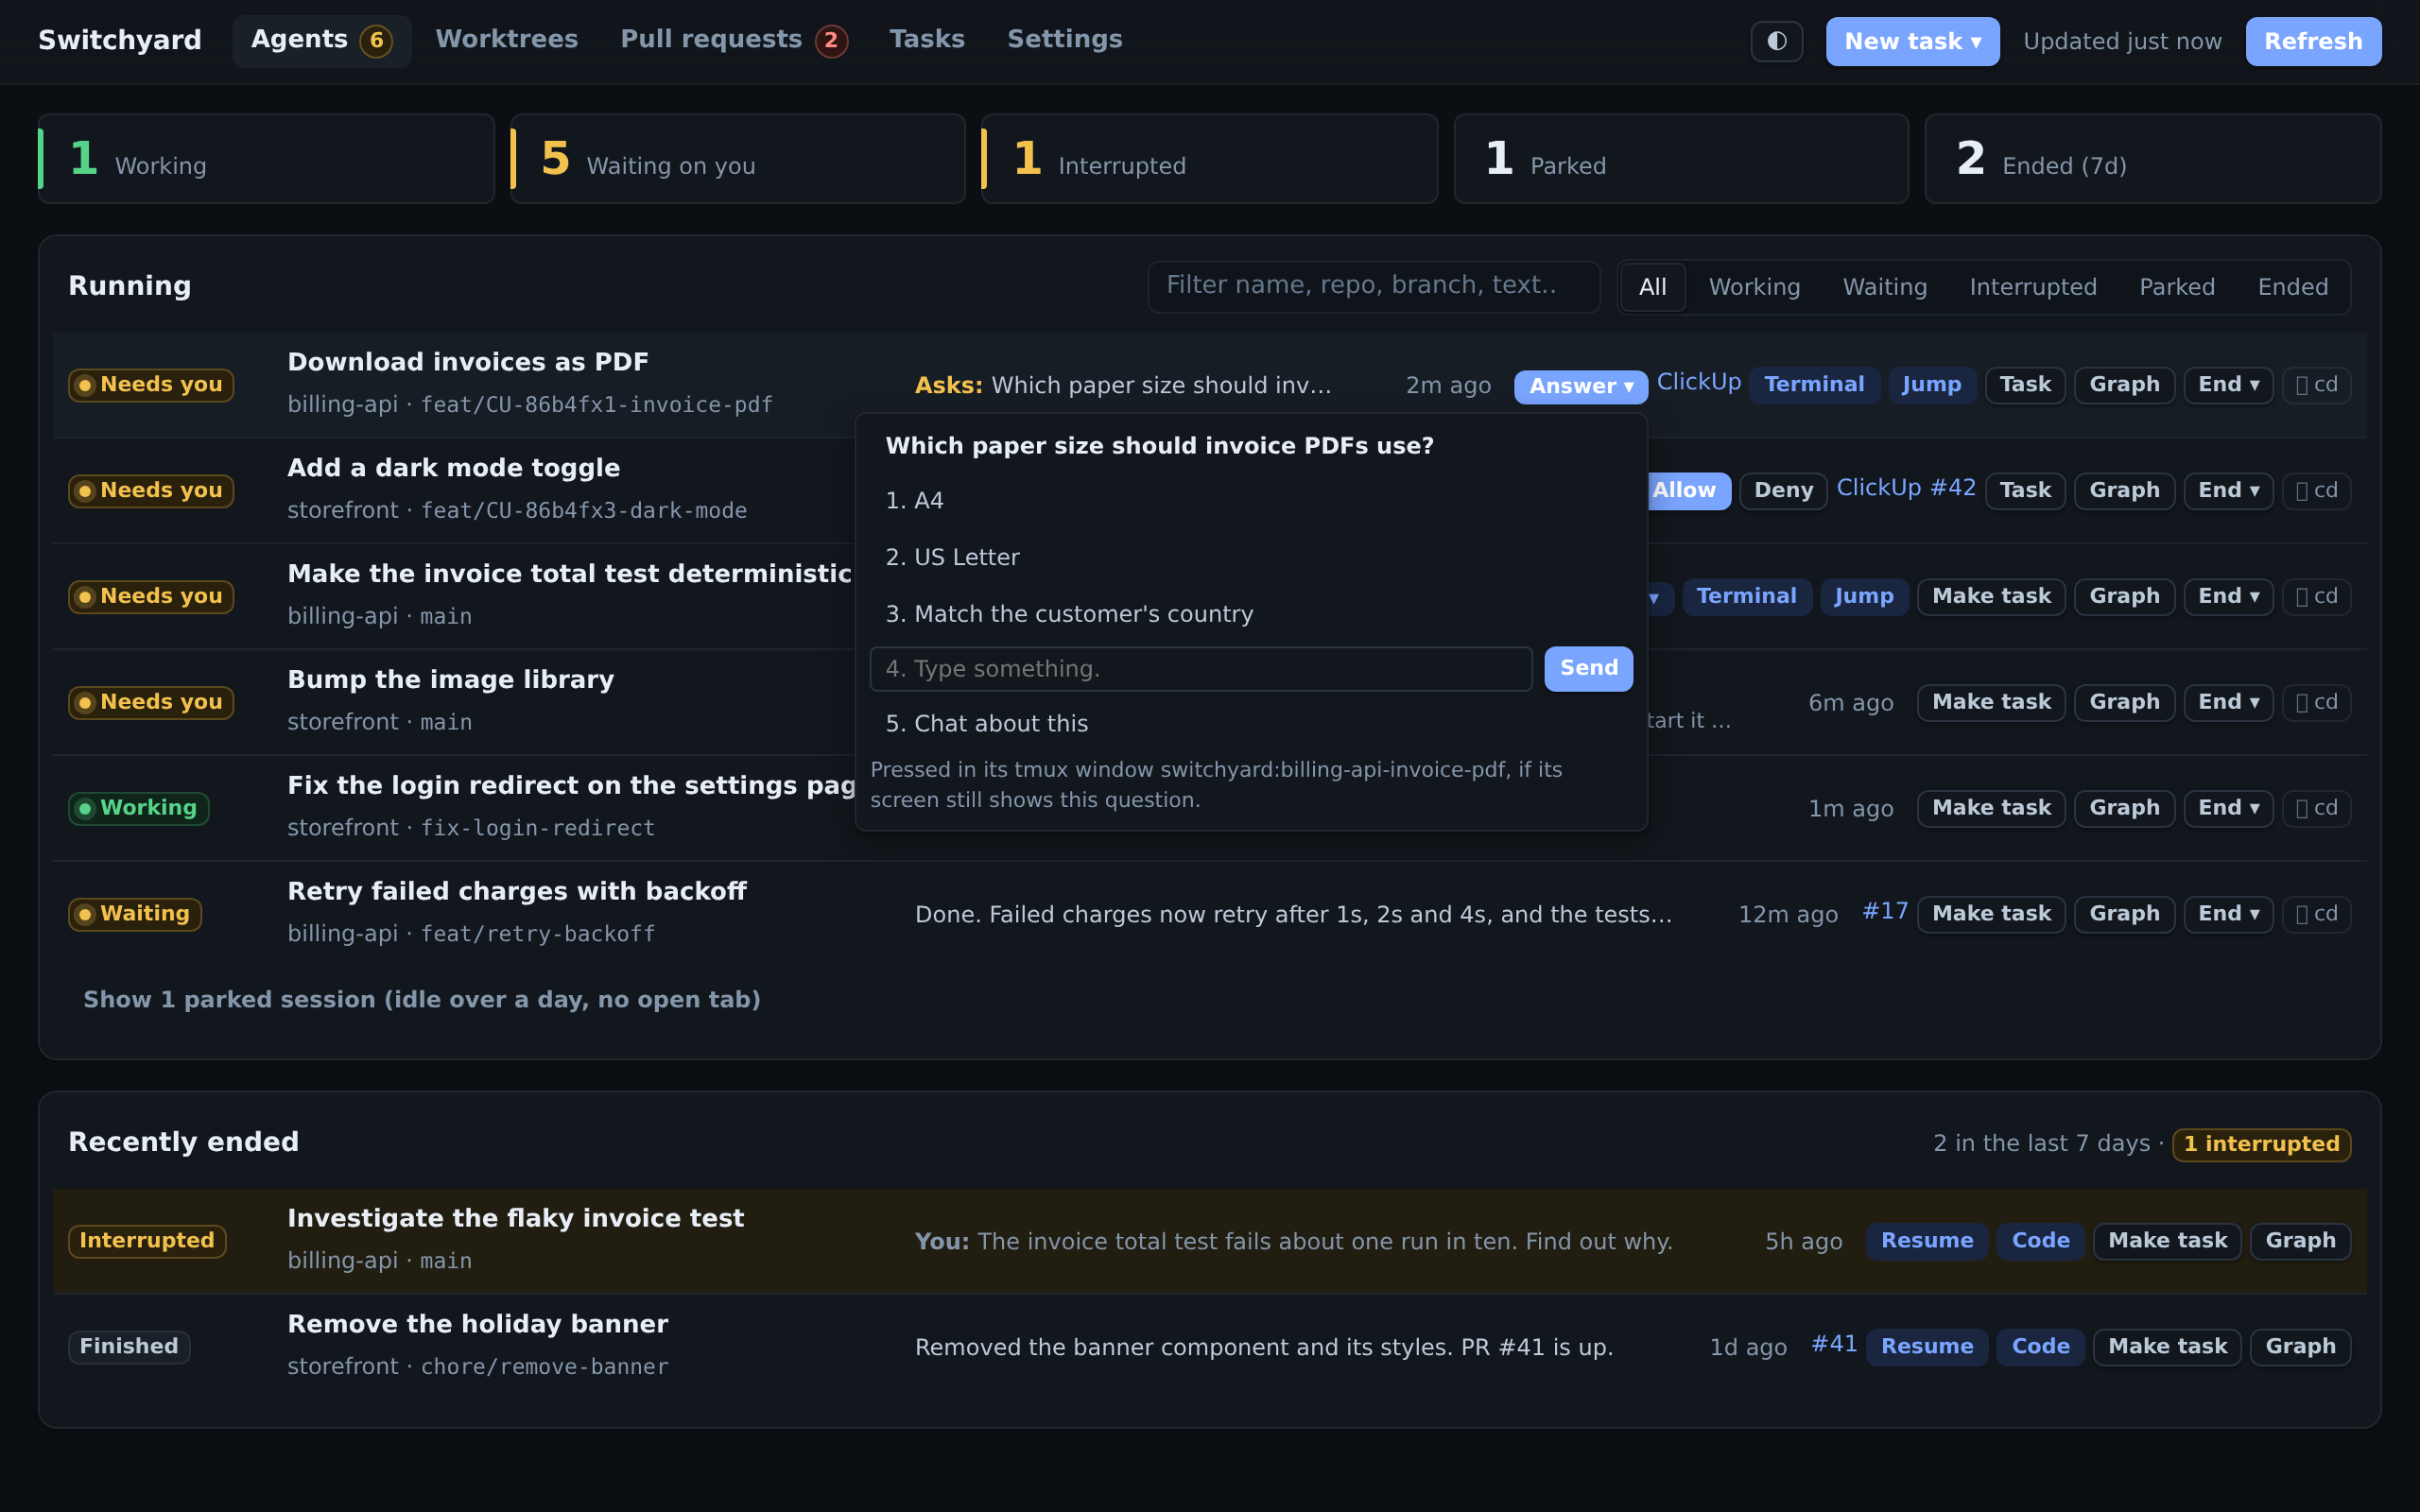 Switchyard Agents 6 Worktrees Pull requests 2 Tasks Settings ◐ New task ▾ Updated just now Refresh
1 Working
5 Waiting on you
1 Interrupted
1 Parked
2 Ended (7d)
Running Filter name, repo, branch, text.. All Working Waiting Interrupted Parked Ended
Needs you
Download invoices as PDF
billing-api · feat/CU-86b4fx1-invoice-pdf
Asks: Which paper size should inv… 2m ago Answer ▾ ClickUp Terminal Jump Task Graph End ▾ cd
Which paper size should invoice PDFs use?
1. A4
2. US Letter
3. Match the customer's country
4. Type something. Send
5. Chat about this
Pressed in its tmux window switchyard:billing-api-invoice-pdf, if its
screen still shows this question.
Needs you
Add a dark mode toggle
storefront · feat/CU-86b4fx3-dark-mode
Allow Deny ClickUp #42 Task Graph End ▾ cd
Needs you
Make the invoice total test deterministic
billing-api · main
▾ Terminal Jump Make task Graph End ▾ cd
Needs you
Bump the image library
storefront · main
tart it … 6m ago Make task Graph End ▾ cd
Working
Fix the login redirect on the settings pag
storefront · fix-login-redirect
1m ago Make task Graph End ▾ cd
Waiting
Retry failed charges with backoff
billing-api · feat/retry-backoff
Done. Failed charges now retry after 1s, 2s and 4s, and the tests… 12m ago #17 Make task Graph End ▾ cd
Show 1 parked session (idle over a day, no open tab)
Recently ended 2 in the last 7 days · 1 interrupted
Interrupted
Investigate the flaky invoice test
billing-api · main
You: The invoice total test fails about one run in ten. Find out why. 5h ago Resume Code Make task Graph
Finished
Remove the holiday banner
storefront · chore/remove-banner
Removed the banner component and its styles. PR #41 is up. 1d ago #41 Resume Code Make task Graph